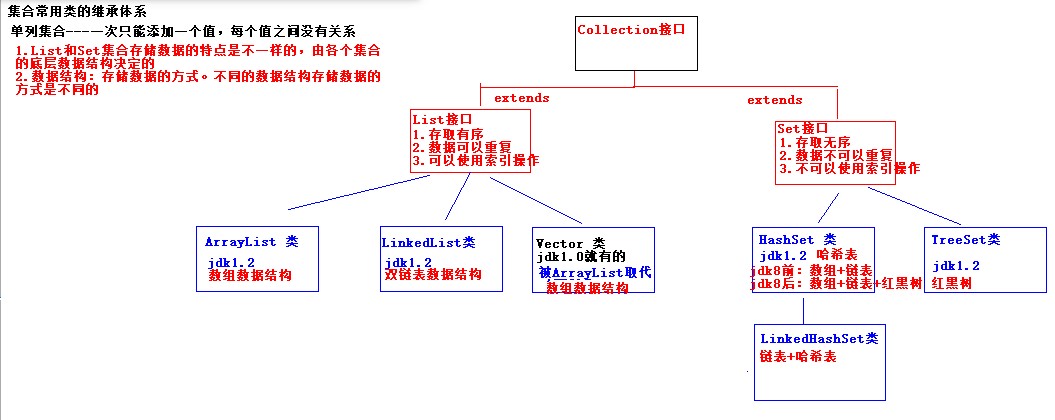 集合常用类的继承体系
单列集合----一次只能添加一个值，每个值之间没有关系
1.List和Set集合存储数据的特点是不一样的，由各个集合
的底层数据结构决定的
2.数据结构：存储数据的方式。不同的数据结构存储数据的
方式是不同的
Collection接口
extends
extends
List接口
1.存取有序
2.数据可以重复
3.可以使用索引操作
Set接口
1.存取无序
2.数据不可以重复
3.不可以使用索引操作
ArrayList 类
jdk1.2
数组数据结构
LinkedList类
jdk1.2
双链表数据结构
Vector 类
jdk1.0就有的
被ArrayList取代
数组数据结构
HashSet 类
jdk1.2 哈希表
jdk8前：数组+链表
jdk8后：数组+链表+红黑树
TreeSet类
jdk1.2
红黑树
LinkedHashSet类
链表+哈希表